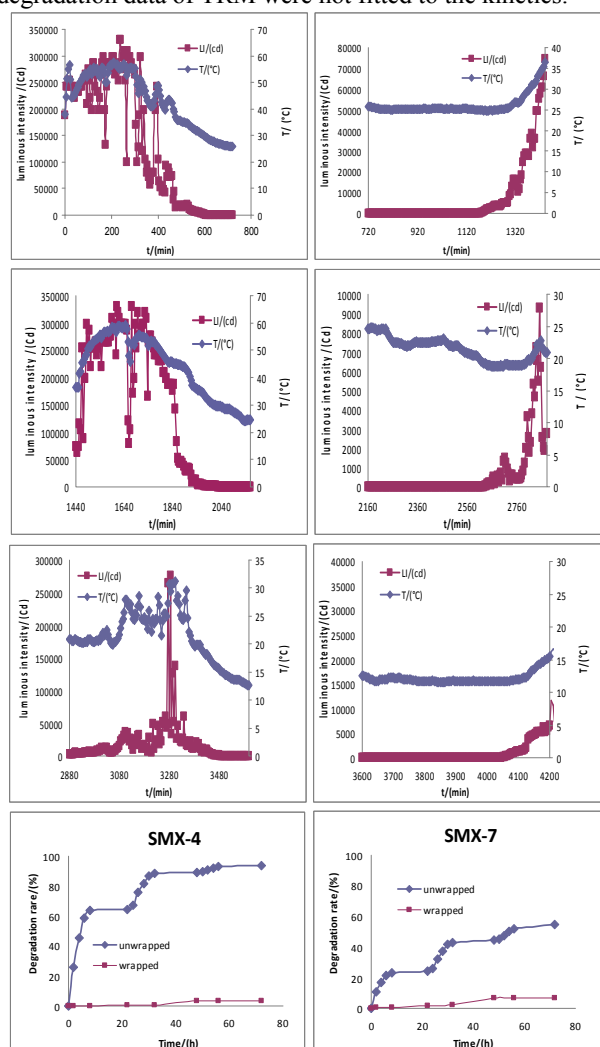 degradation data of TRM were not fitted to the kinetics.
luminous intensity /(Cd)
350000
300000
250000
200000
150000
100000
50000
0
LI/(cd)
T/(°C)
70
60
50
40
30
20
10
0
T/ (°C)
0 200 400 600 800
t/(min)
luminous intensity /(Cd)
80000
70000
60000
50000
40000
30000
20000
10000
0
LI/(cd)
T/(°C)
40
35
30
25
20
15
10
5
0
T/ (°C)
720 920 1120 1320
t/(min)
luminous intensity /(Cd)
350000
300000
250000
200000
150000
100000
50000
0
LI/(cd)
T/(°C)
70
60
50
40
30
20
10
0
T/ (°C)
1440 1640 1840 2040
t/(min)
luminous intensity /(Cd)
10000
9000
8000
7000
6000
5000
4000
3000
2000
1000
0
LI/(cd)
T/(°C)
30
25
20
15
10
5
0
T/ (°C)
2160 2360 2560 2760
t/(min)
luminous intensity /(Cd)
300000
250000
200000
150000
100000
50000
0
LI/(cd)
T/(°C)
35
30
25
20
15
10
5
0
T/(°C)
2880 3080 3280 3480
t/(min)
luminous intensity /(Cd)
40000
35000
30000
25000
20000
15000
10000
5000
0
LI/(cd)
T/(°C)
30
25
20
15
10
5
0
T/(°C)
3600 3700 3800 3900 4000 4100 4200
t/(min)
SMX-4
Degradation rate/(%)
100
80
60
40
20
0
unwrapped
wrapped
0 20 40 60 80
Time/(h)
SMX-7
Degradation rate/(%)
100
80
60
40
20
0
unwrapped
wrapped
0 20 40 60 80
Time/(h)